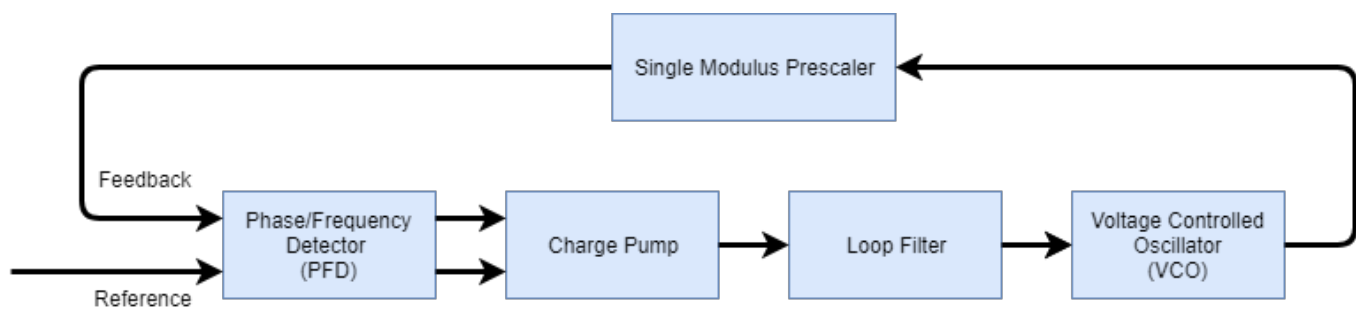 Single Modulus Prescaler
Feedback
Phase/Frequency
Detector
(PFD)
Charge Pump
Loop Filter
Voltage Controlled
Oscillator
(VCO)
Reference